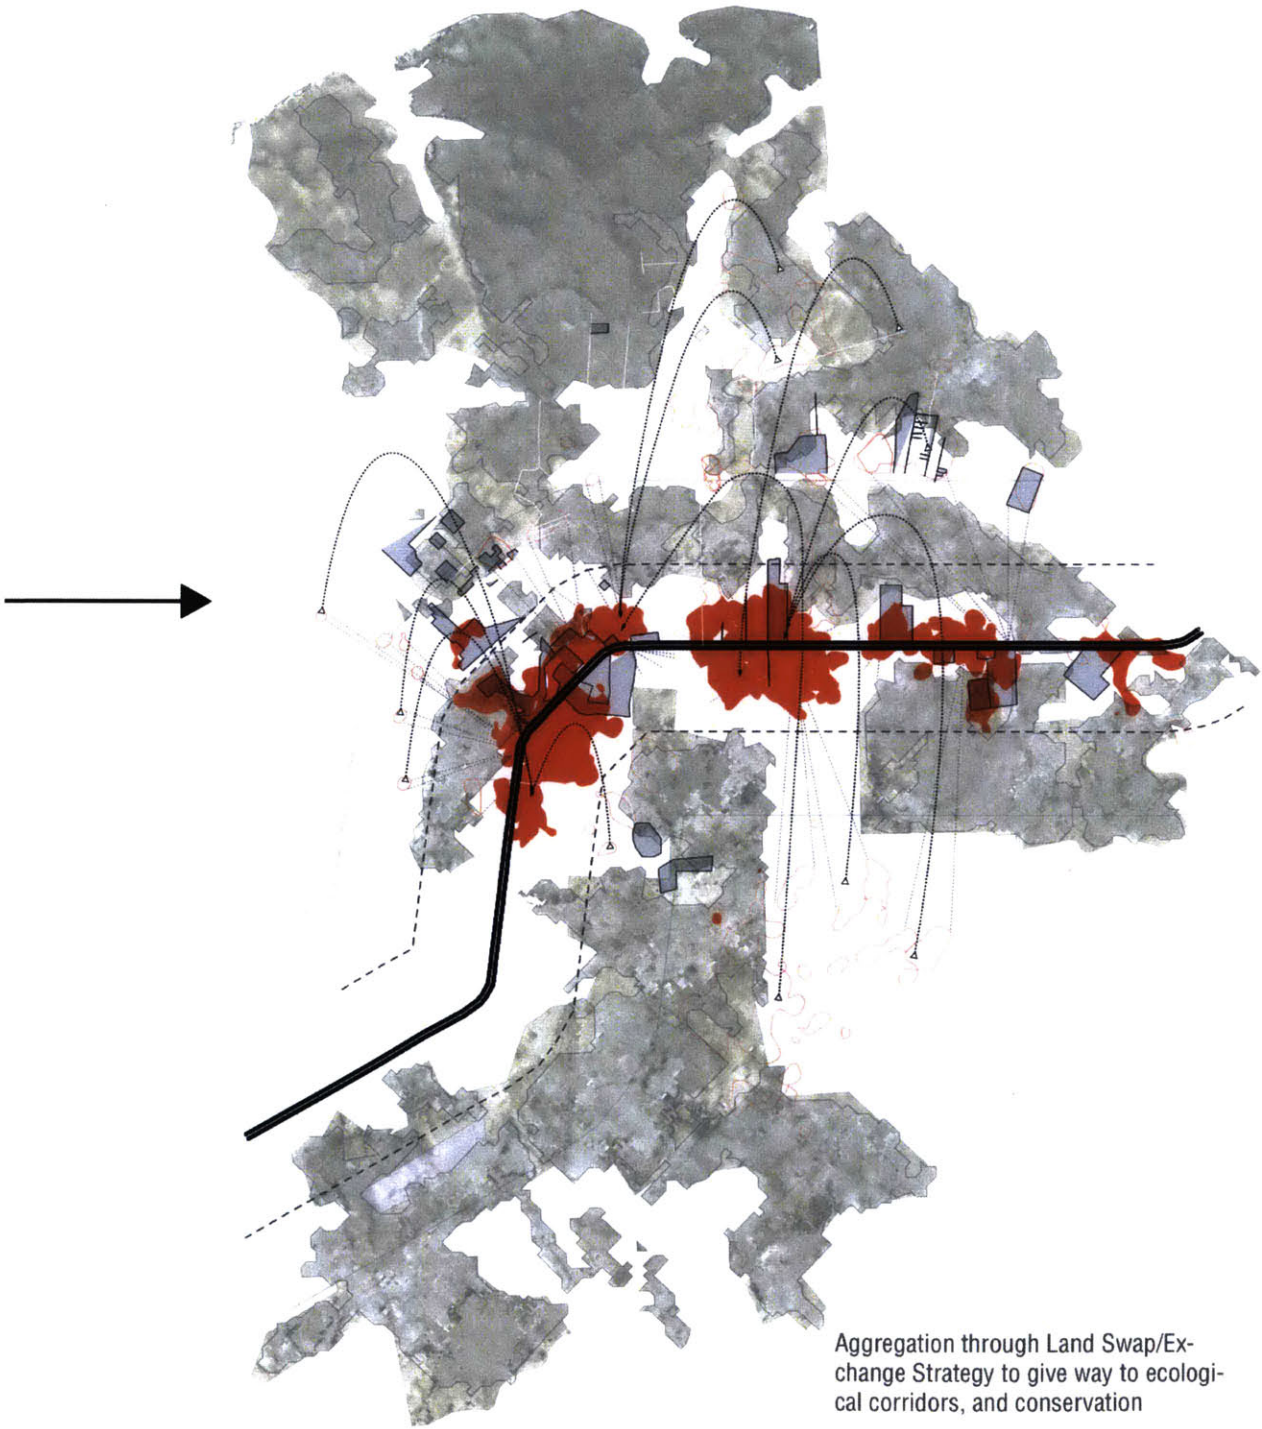 Aggregation through Land Swap/Ex-
change Strategy to give way to ecologi-
cal corridors, and conservation